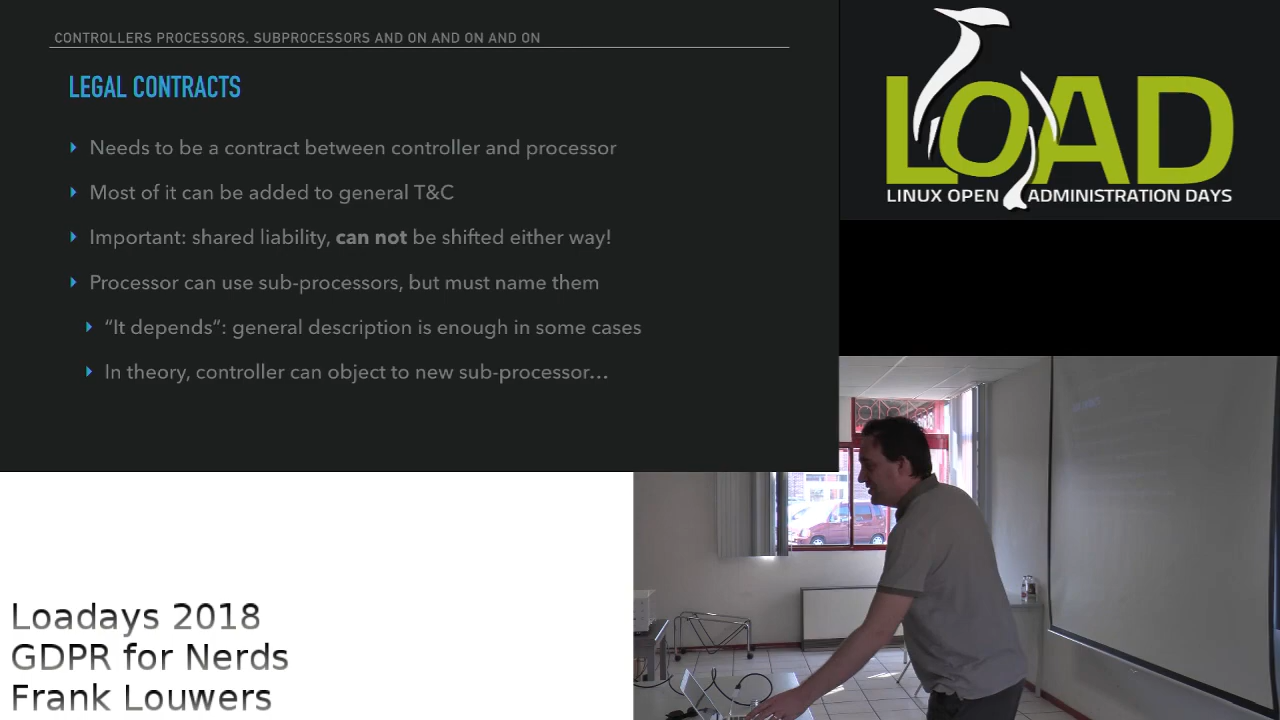 CONTROLLERS PROCESSORS, SUBPROCESSORS AND ON AND ON AND ON
LEGAL CONTRACTS
Needs to be a contract between controller and processor
Most of it can be added to general T&C
Important: shared liability, can not be shifted either way!
Processor can use sub-processors, but must name them
“It depends”: general description is enough in some cases
In theory, controller can object to new sub-processor…
LOAD
LINUX OPEN ADMINISTRATION DAYS
Loadays 2018
GDPR for Nerds
Frank Louwers